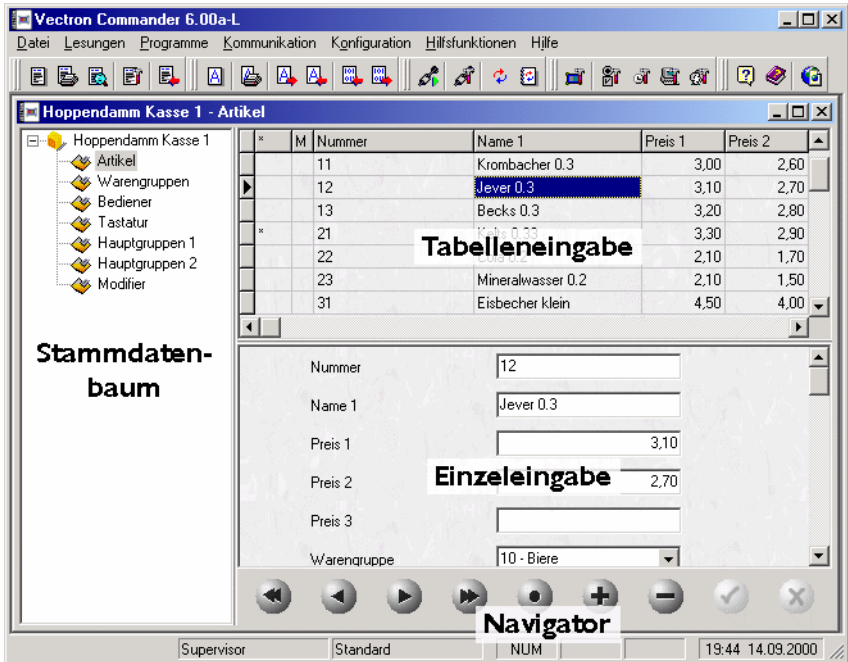 Vectron Commander 6.00a-L
Datei Lesungen Programme Kommunikation Konfiguration Hilfsfunktionen Hilfe
Hoppendamm Kasse 1 - Artikel
Hoppendamm Kasse 1
Artikel
Warengruppen
Bediener
Tastatur
Hauptgruppen 1
Hauptgruppen 2
Modifier
Stammdaten-
baum
* M Nummer Name 1 Preis 1 Preis 2
11 Krombacher 0.3 3,00 2,60
12 Jever 0.3 3,10 2,70
13 Becks 0.3 3,20 2,80
* 21 Kelts 0.33 3,30 2,90
22 Cola 0.2 2,10 1,70
23 Mineralwasser 0.2 2,10 1,50
31 Eisbecher klein 4,50 4,00
Tabelleneingabe
Nummer 12
Name 1 Jever 0.3
Preis 1 3,10
Preis 2 2,70
Preis 3
Warengruppe 10 - Biere
Einzeleingabe
Navigator
Supervisor Standard NUM 19:44 14.09.2000